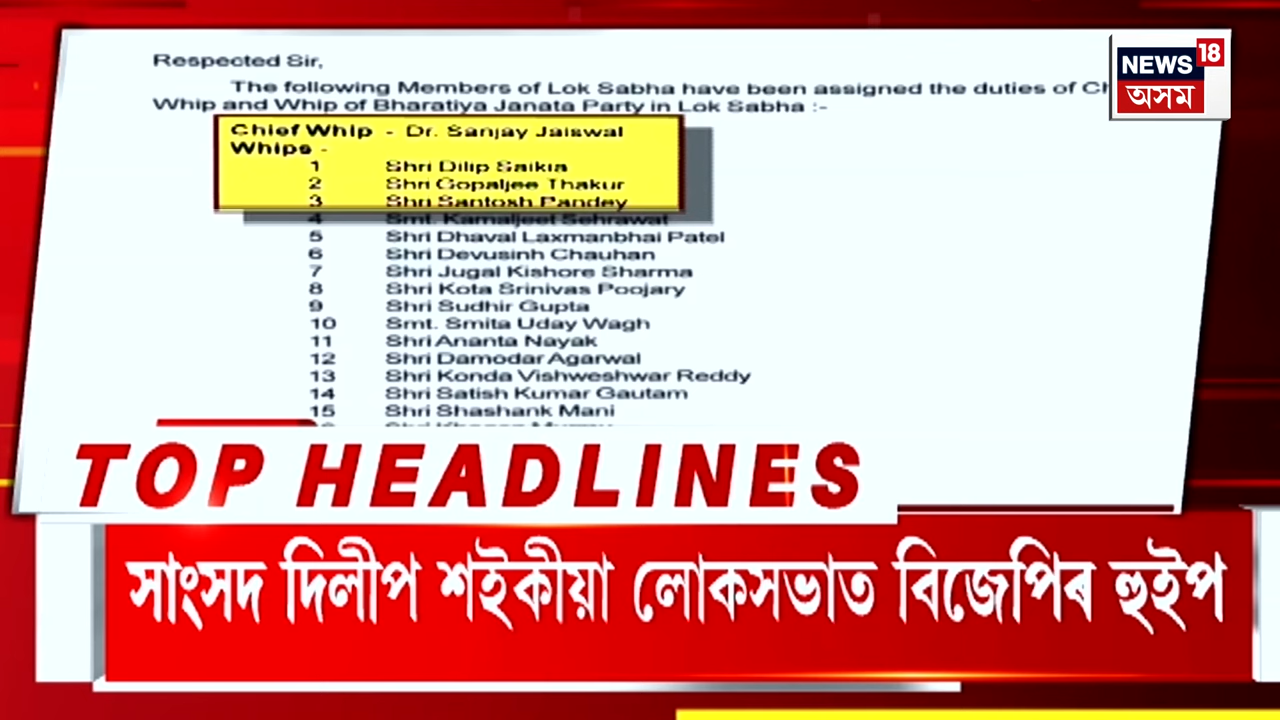 Respected Sir,
The following Members of Lok Sabha have been assigned the duties of Ch
Whip and Whip of Bharatiya Janata Party in Lok Sabha :-
Chief Whip - Dr. Sanjay Jaiswal
Whips -
1 Shri Dilip Saikia
2 Shri Gopaljee Thakur
3 Shri Santosh Pandey
4 Smt. Kamaljeet Sehrawat
5 Shri Dhaval Laxmanbhai Patel
6 Shri Devusinh Chauhan
7 Shri Jugal Kishore Sharma
8 Shri Kota Srinivas Poojary
9 Shri Sudhir Gupta
10 Smt. Smita Uday Wagh
11 Shri Ananta Nayak
12 Shri Damodar Agarwal
13 Shri Konda Vishweshwar Reddy
14 Shri Satish Kumar Gautam
15 Shri Shashank Mani
NEWS 18
অসম
TOP HEADLINES
সাংসদ দিলীপ শইকীয়া লোকসভাত বিজেপিৰ হুইপ